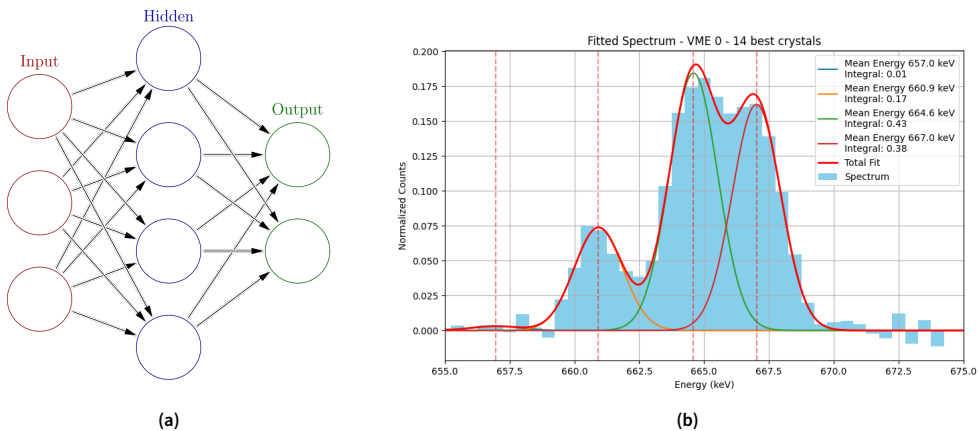 Hidden
Input
Output
(a)
Fitted Spectrum - VME 0 - 14 best crystals
Mean Energy 657.0 keV
Integral: 0.01
Mean Energy 660.9 keV
Integral: 0.17
Mean Energy 664.6 keV
Integral: 0.43
Mean Energy 667.0 keV
Integral: 0.38
Total Fit
Spectrum
Normalized Counts
0.200
0.175
0.150
0.125
0.100
0.075
0.050
0.025
0.000
655.0 657.5 660.0 662.5 665.0 667.5 670.0 672.5 675.0
Energy (keV)
(b)